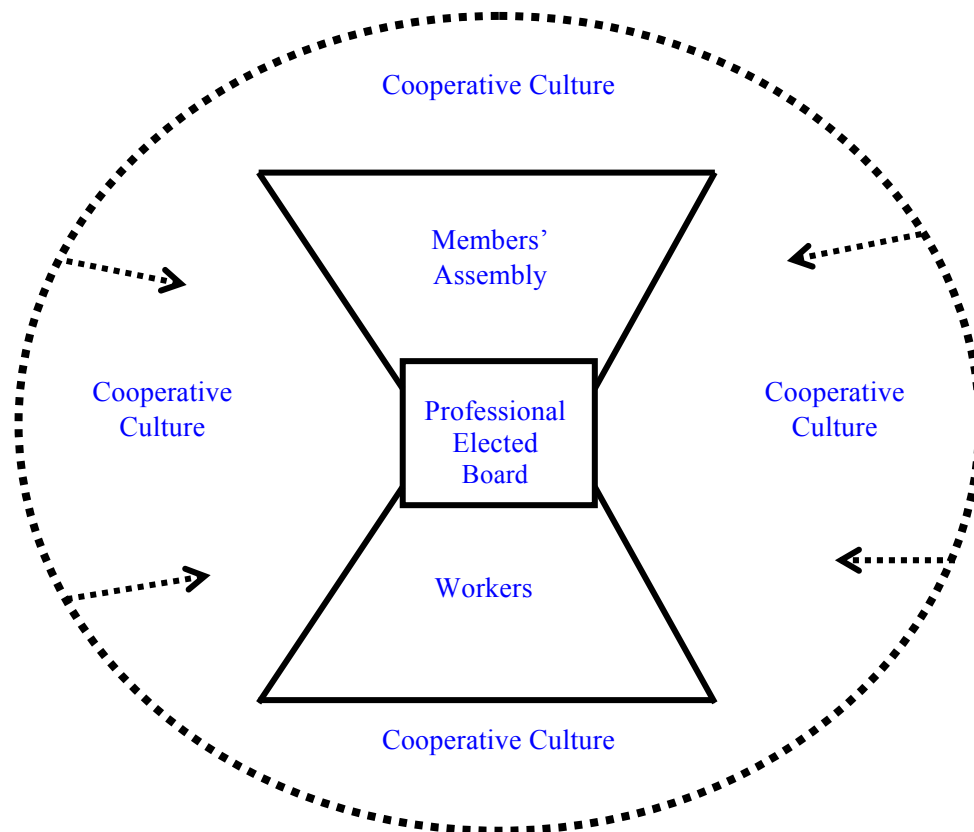 Cooperative Culture
Members’
Assembly
Cooperative
Culture
Professional
Elected
Board
Cooperative
Culture
Workers
Cooperative Culture